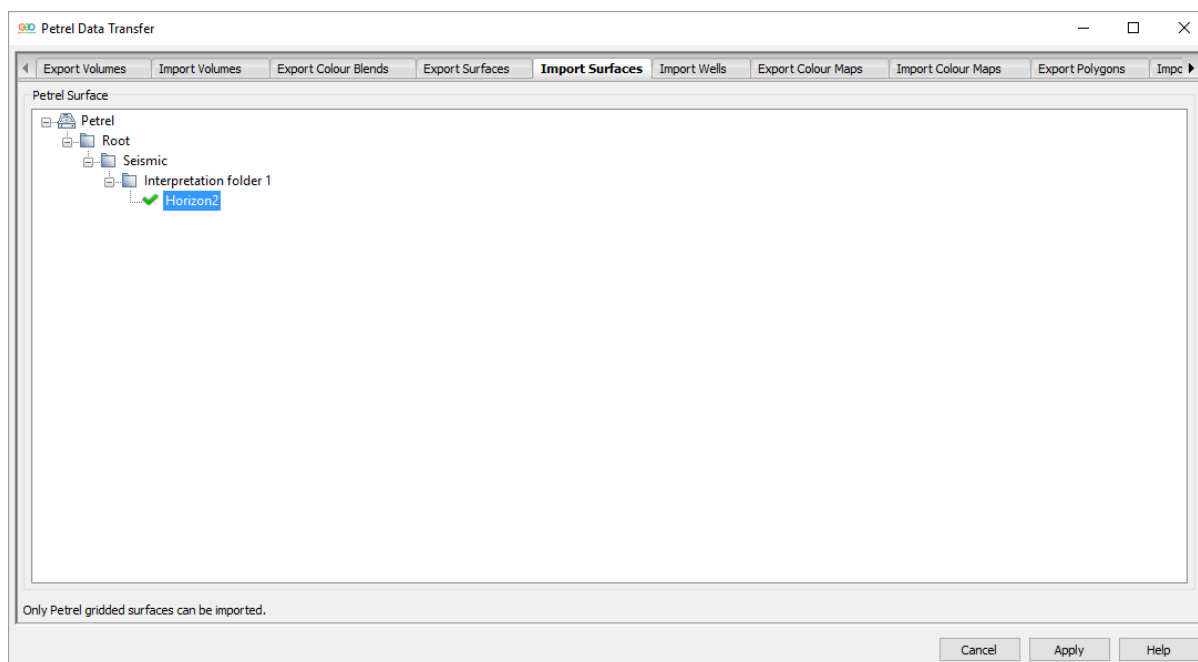 GEO Petrel Data Transfer
Export Volumes Import Volumes Export Colour Blends Export Surfaces Import Surfaces Import Wells Export Colour Maps Import Colour Maps Export Polygons Impo
Petrel Surface
Petrel
Root
Seismic
Interpretation folder 1
Horizon2
Only Petrel gridded surfaces can be imported.
Cancel Apply Help